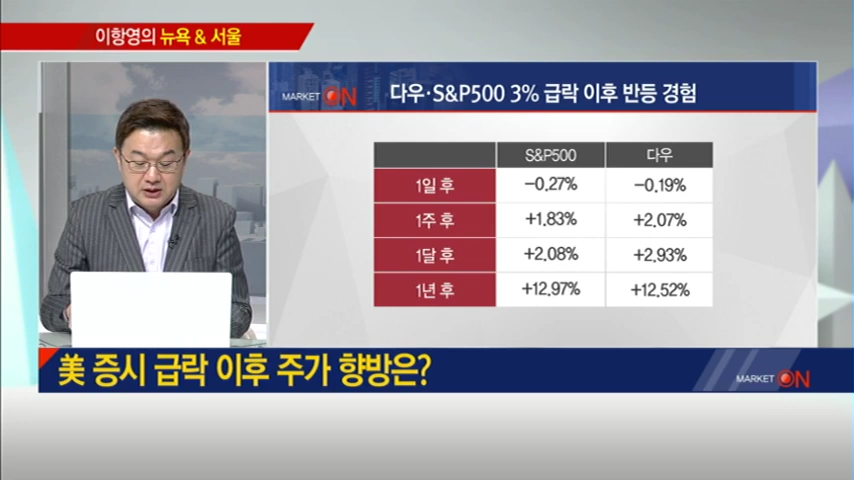 이항영의 뉴욕 & 서울
MARKET ON
다우·S&P500 3% 급락 이후 반등 경험
S&P500 다우
1일 후 -0.27% -0.19%
1주 후 +1.83% +2.07%
1달 후 +2.08% +2.93%
1년 후 +12.97% +12.52%
美 증시 급락 이후 주가 향방은?
MARKET ON